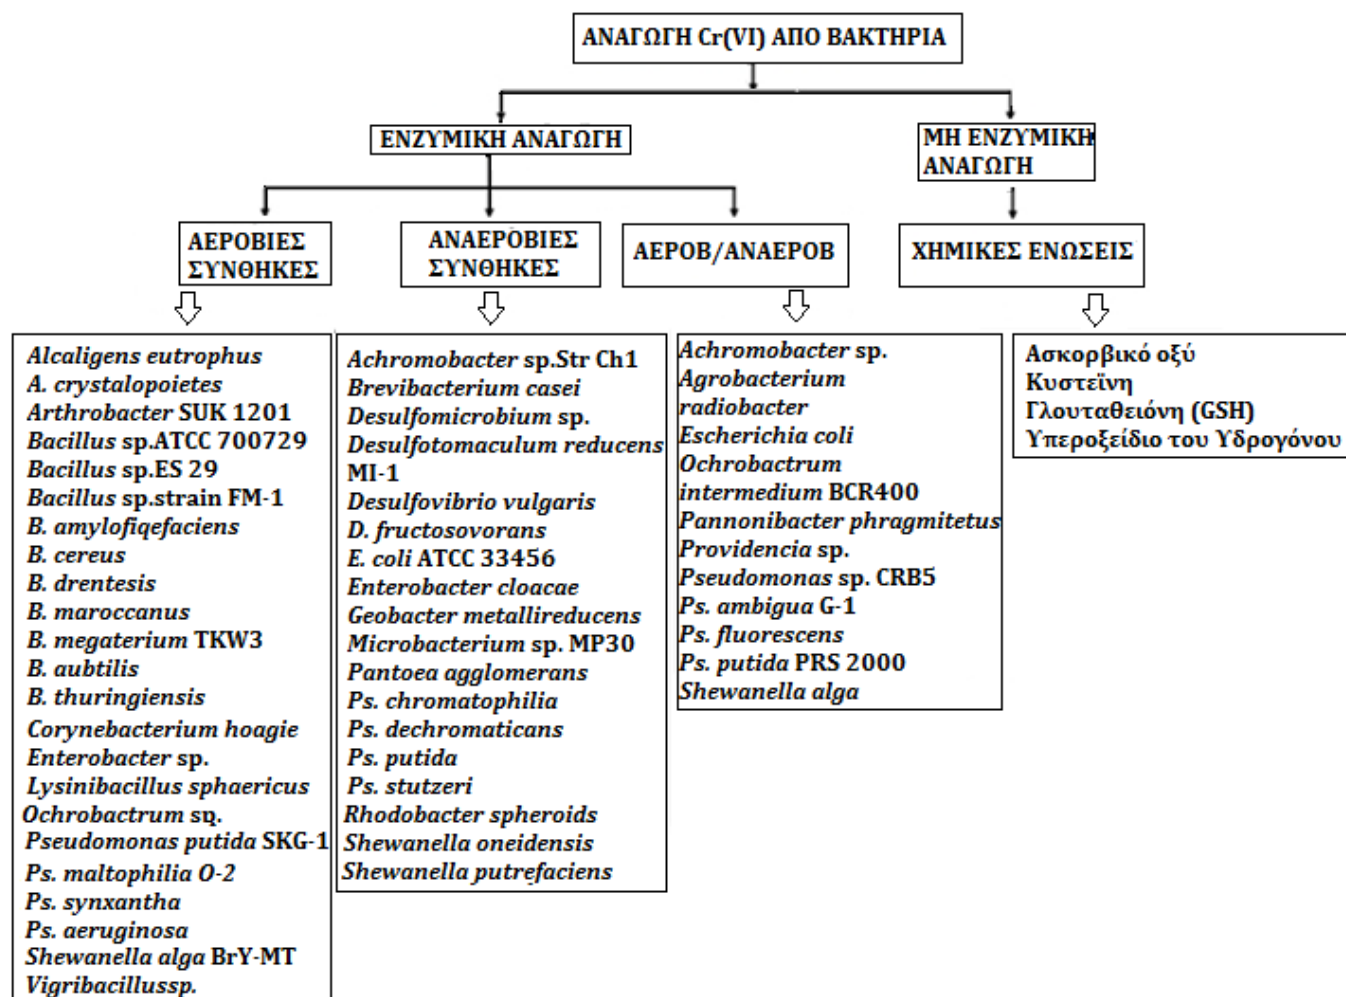 ΑΝΑΓΩΓΗ Cr(VI) ΑΠΟ ΒΑΚΤΗΡΙΑ
ΕΝΖΥΜΙΚΗ ΑΝΑΓΩΓΗ
ΜΗ ΕΝΖΥΜΙΚΗ
ΑΝΑΓΩΓΗ
ΑΕΡΟΒΙΕΣ
ΣΥΝΘΗΚΕΣ
ΑΝΑΕΡΟΒΙΕΣ
ΣΥΝΘΗΚΕΣ
ΑΕΡΟΒ/ΑΝΑΕΡΟΒ
ΧΗΜΙΚΕΣ ΕΝΩΣΕΙΣ
Alcaligens eutrophus
A. crystalopoietes
Arthrobacter SUK 1201
Bacillus sp.ATCC 700729
Bacillus sp.ES 29
Bacillus sp.strain FM-1
B. amylofiqefaciens
B. cereus
B. drentesis
B. maroccanus
B. megaterium TKW3
B. aubtilis
B. thuringiensis
Corynebacterium hoagie
Enterobacter sp.
Lysinibacillus sphaericus
Ochrobactrum sp.
Pseudomonas putida SKG-1
Ps. maltophilia O-2
Ps. synxantha
Ps. aeruginosa
Shewanella alga BrY-MT
Vigribacillussp.
Achromobacter sp.Str Ch1
Brevibacterium casei
Desulfomicrobium sp.
Desulfotomaculum reducens
MI-1
Desulfovibrio vulgaris
D. fructosovorans
E. coli ATCC 33456
Enterobacter cloacae
Geobacter metallireducens
Microbacterium sp. MP30
Pantoea agglomerans
Ps. chromatophilia
Ps. dechromaticans
Ps. putida
Ps. stutzeri
Rhodobacter spheroids
Shewanella oneidensis
Shewanella putrefaciens
Achromobacter sp.
Agrobacterium
radiobacter
Escherichia coli
Ochrobactrum
intermedium BCR400
Pannonibacter phragmitetus
Providencia sp.
Pseudomonas sp. CRB5
Ps. ambigua G-1
Ps. fluorescens
Ps. putida PRS 2000
Shewanella alga
Ασκορβικό οξύ
Κυστεϊνη
Γλουταθειόνη (GSH)
Υπεροξείδιο του Υδρογόνου